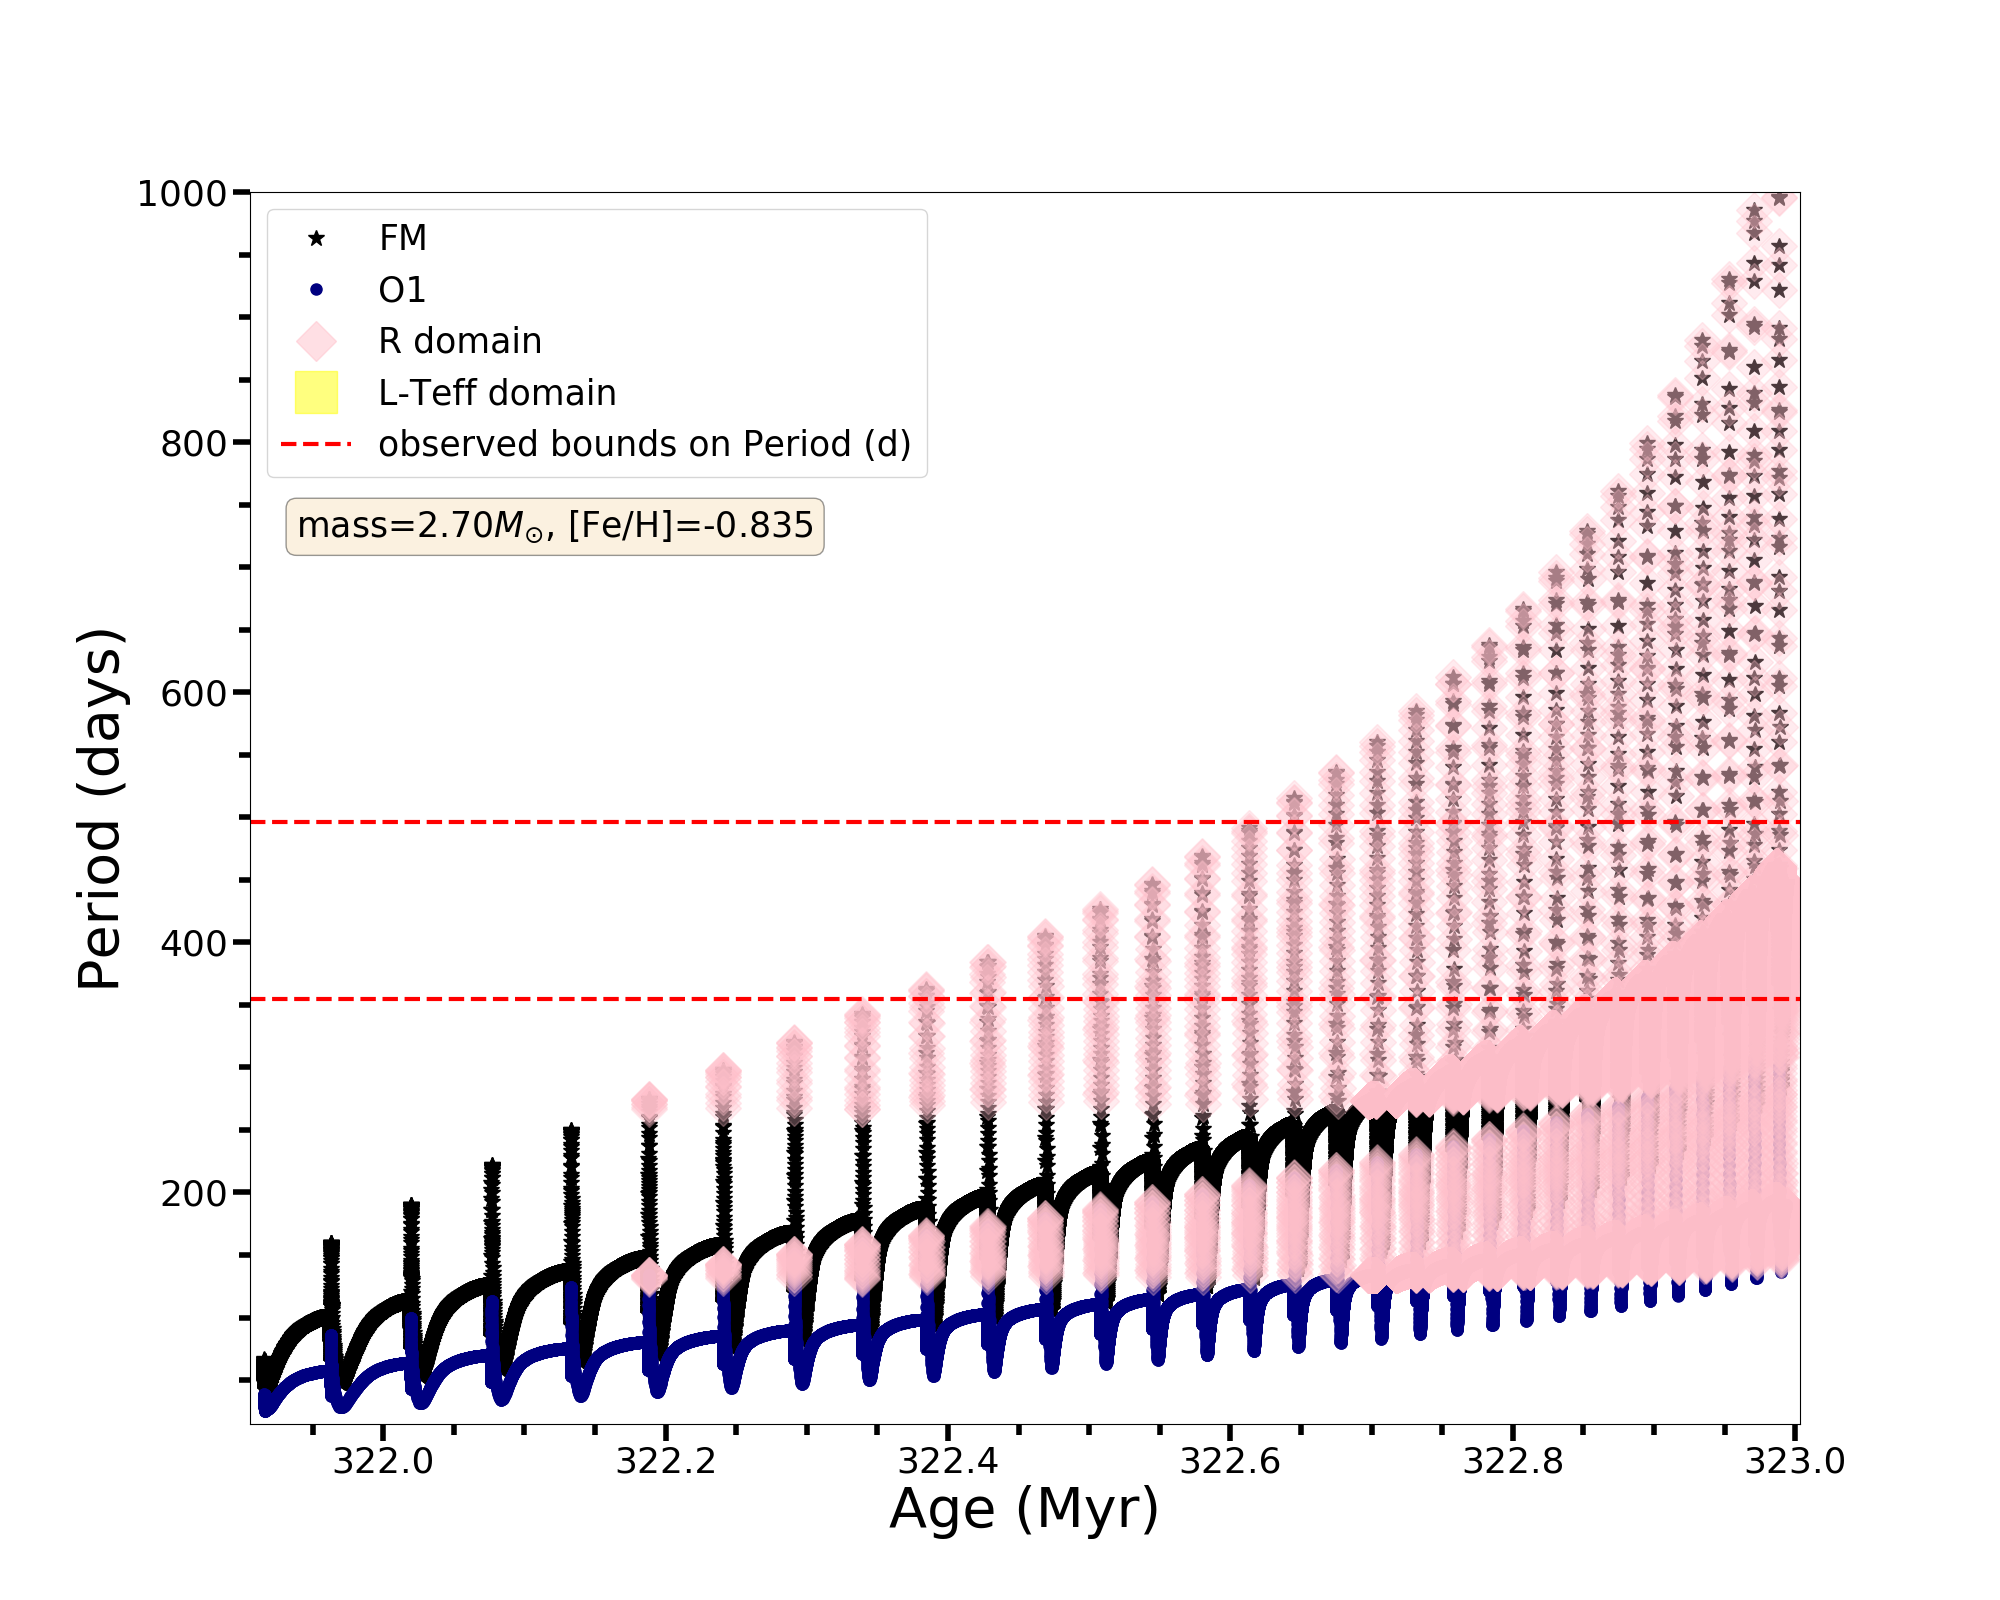 1000
800
600
400
200
Period (days)
FM
O1
R domain
L-Teff domain
observed bounds on Period (d)
mass=2.70M⊙, [Fe/H]=-0.835
322.0 322.2 322.4 322.6 322.8 323.0
Age (Myr)